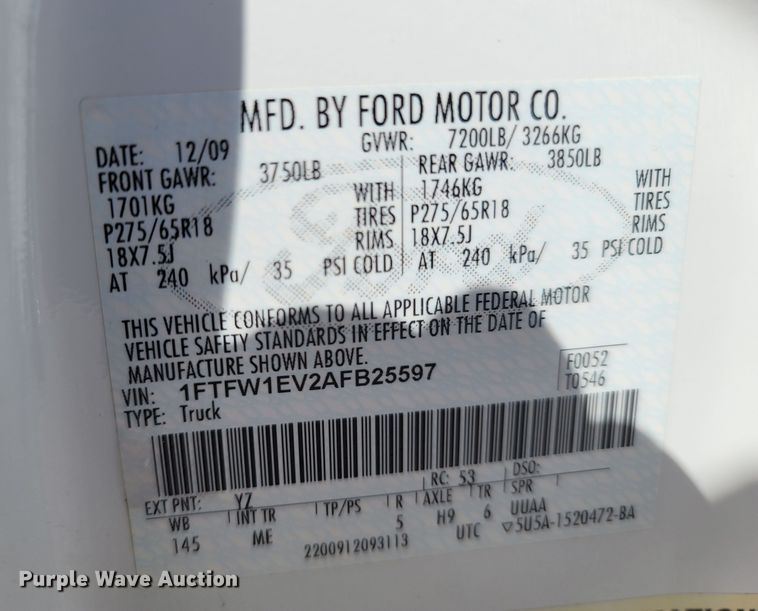 MFD. BY FORD MOTOR CO.
DATE: 12/09 GVWR: 7200LB/ 3266KG
FRONT GAWR: 3750LB REAR GAWR: 3850LB
1701KG WITH 1746KG WITH
P275/65R18 TIRES P275/65R18 TIRES
18X7.5J RIMS 18X7.5J RIMS
AT 240 kPa/ 35 PSI COLD AT 240 kPa/ 35 PSI COLD
THIS VEHICLE CONFORMS TO ALL APPLICABLE FEDERAL MOTOR
VEHICLE SAFETY STANDARDS IN EFFECT ON THE DATE OF
MANUFACTURE SHOWN ABOVE.
VIN: 1FTFW1EV2AFB25597 F0052
TYPE: Truck T0546
EXT PNT: YZ RC: 53 DSO:
WB INT TR TP/PS R AXLE TR SPR
145 ME 5 H9 6 UUAA
2200912093113 UTC ▽5U5A-1520472-BA
Purple Wave Auction